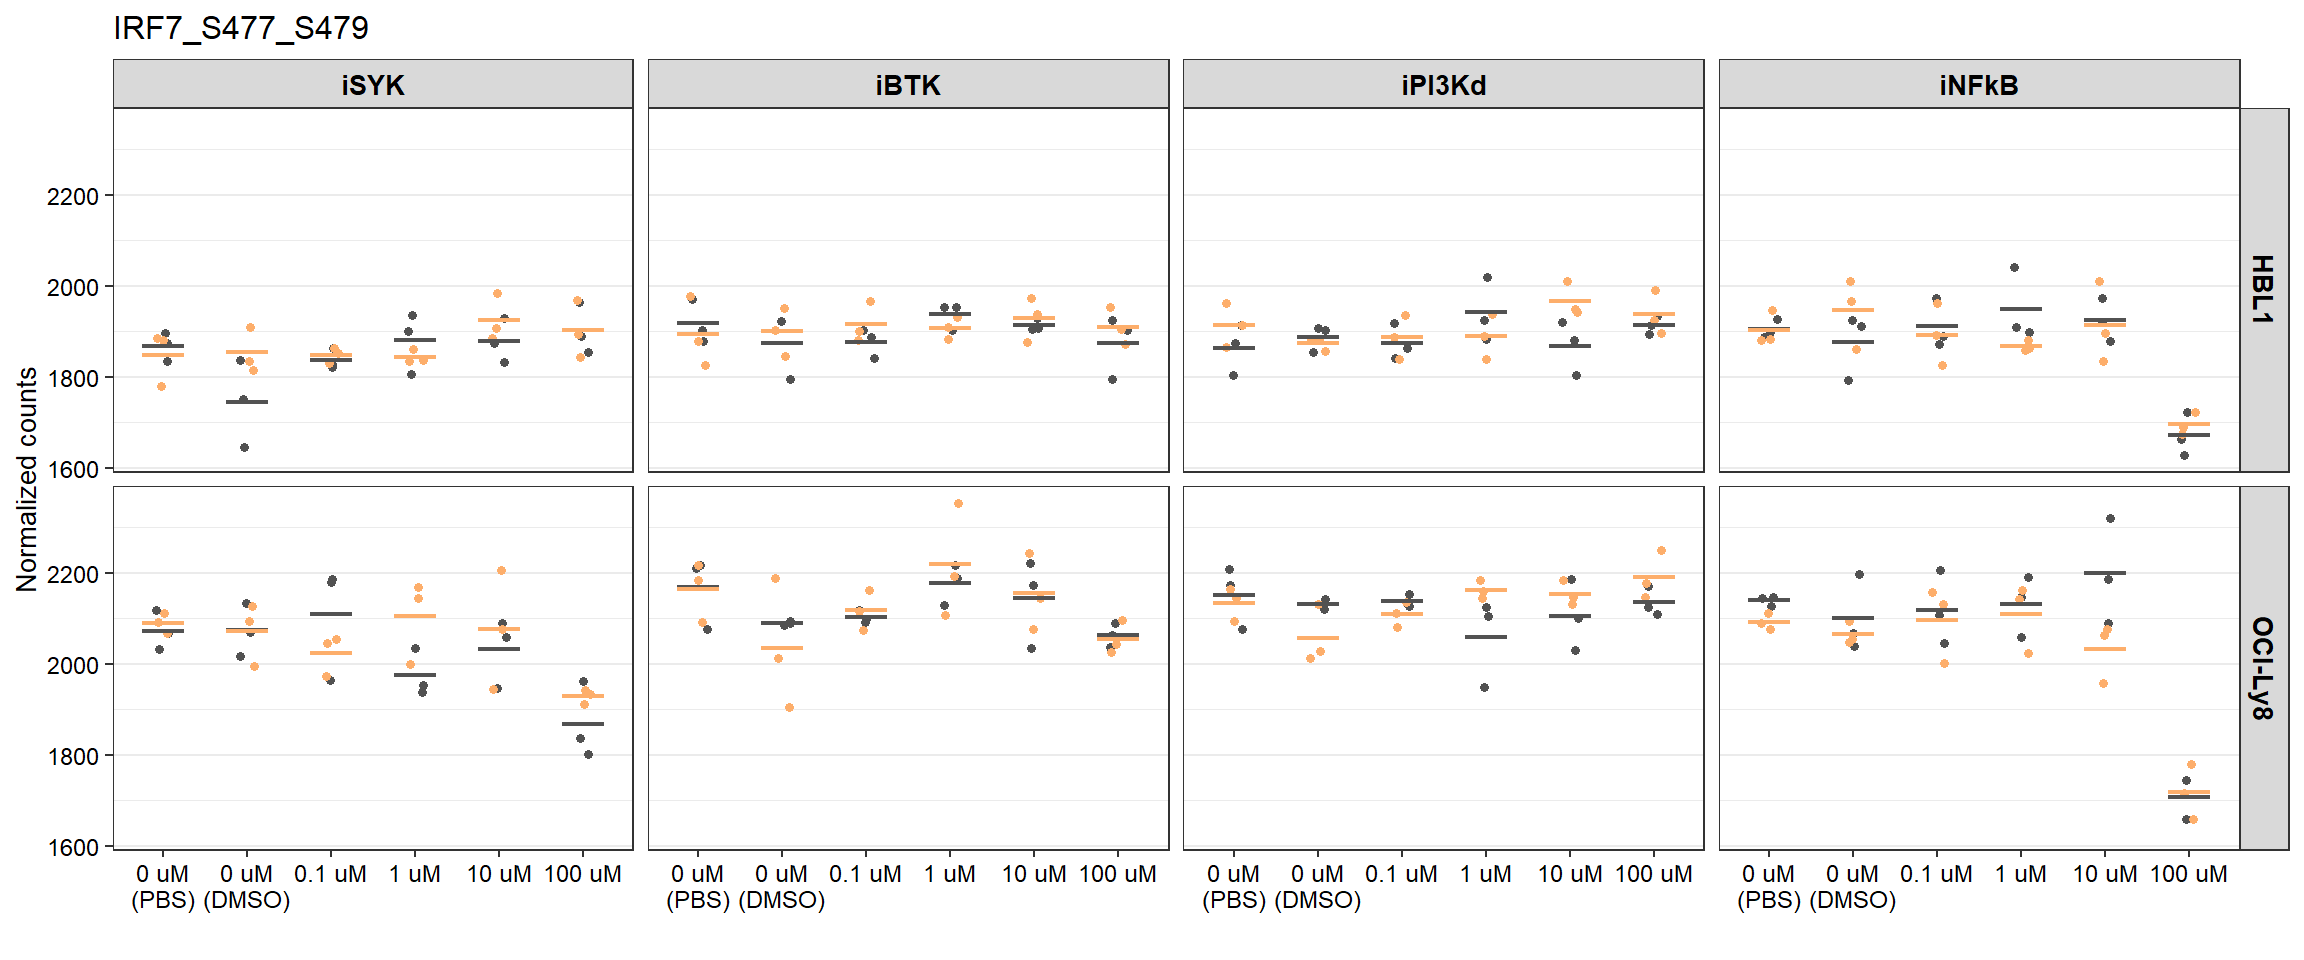 IRF7_S477_S479
iSYK iBTK iPI3Kd iNFkB
Normalized counts
2200
2000
1800
1600
HBL1
2200
2000
1800
1600
OCI-Ly8
0 uM 0 uM 0.1 uM 1 uM 10 uM 100 uM 0 uM 0 uM 0.1 uM 1 uM 10 uM 100 uM 0 uM 0 uM 0.1 uM 1 uM 10 uM 100 uM 0 uM 0 uM 0.1 uM 1 uM 10 uM 100 uM
(PBS) (DMSO) (PBS) (DMSO) (PBS) (DMSO) (PBS) (DMSO)